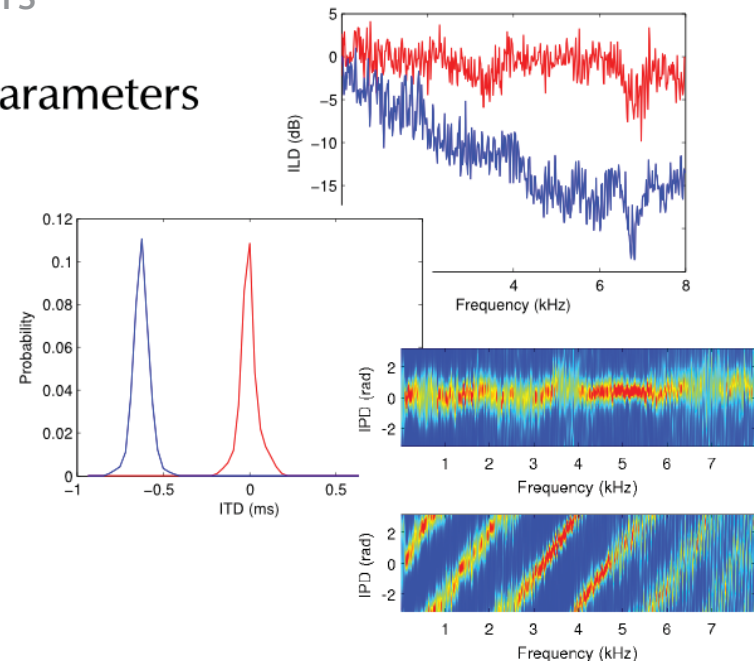 arameters
5
0
−5
−10
−15
ILD (dB)
4 6 8
Frequency (kHz)
0.12
0.1
0.08
0.06
0.04
0.02
0
Probability
−1 −0.5 0 0.5
ITD (ms)
2
0
-2
IPD (rad)
1 2 3 4 5 6 7
Frequency (kHz)
2
0
-2
IPD (rad)
1 2 3 4 5 6 7
Frequency (kHz)